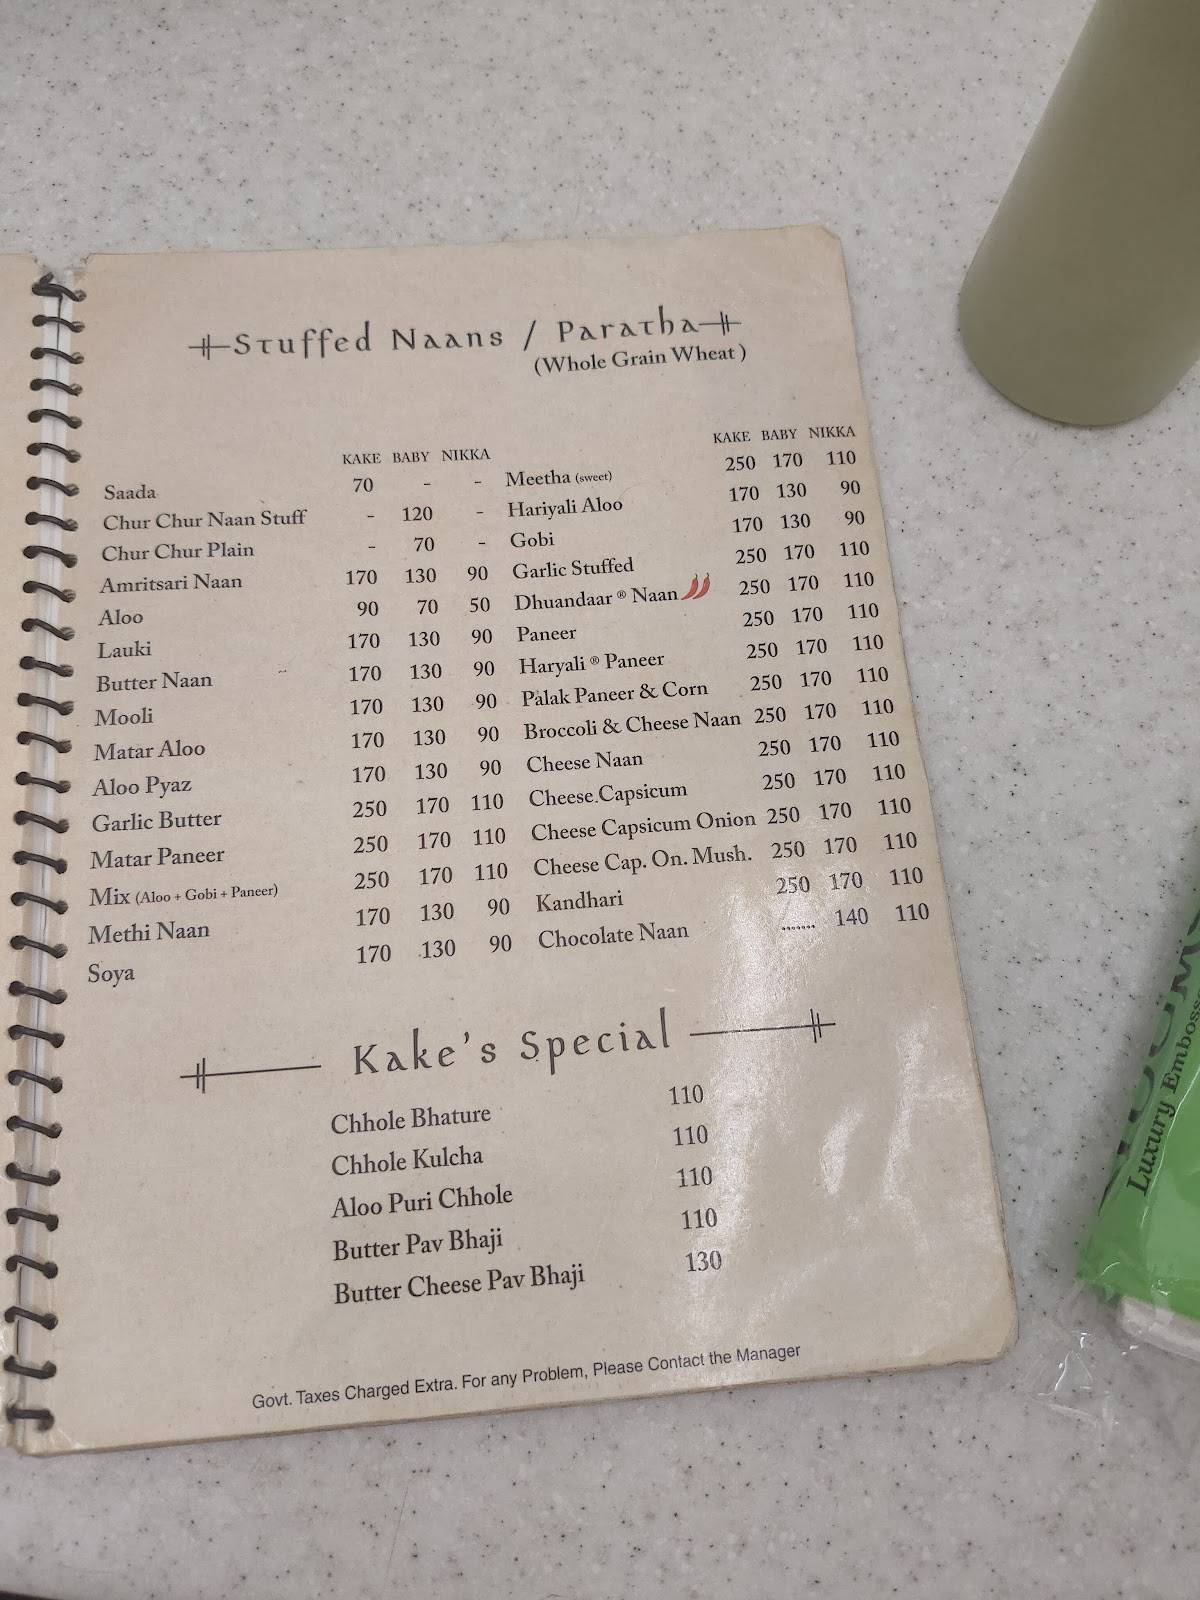 Stuffed Naans / Paratha
(Whole Grain Wheat)
KAKE BABY NIKKA
Saada 70 - -
Chur Chur Naan Stuff - 120 -
Chur Chur Plain - 70 -
Amritsari Naan 170 130 90
Aloo 90 70 50
Lauki 170 130 90
Butter Naan 170 130 90
Mooli 170 130 90
Matar Aloo 170 130 90
Aloo Pyaz 170 130 90
Garlic Butter 250 170 110
Matar Paneer 250 170 110
Mix (Aloo + Gobi + Paneer) 250 170 110
Methi Naan 170 130 90
Soya 170 130 90
KAKE BABY NIKKA
Meetha (sweet) 250 170 110
Hariyali Aloo 170 130 90
Gobi 170 130 90
Garlic Stuffed 250 170 110
Dhuandaar ® Naan 250 170 110
Paneer 250 170 110
Haryali ® Paneer 250 170 110
Palak Paneer & Corn 250 170 110
Broccoli & Cheese Naan 250 170 110
Cheese Naan 250 170 110
Cheese.Capsicum 250 170 110
Cheese Capsicum Onion 250 170 110
Cheese Cap. On. Mush. 250 170 110
Kandhari 250 170 110
Chocolate Naan ....... 140 110
Kake's Special
Chhole Bhature 110
Chhole Kulcha 110
Aloo Puri Chhole 110
Butter Pav Bhaji 110
Butter Cheese Pav Bhaji 130
Govt. Taxes Charged Extra. For any Problem, Please Contact the Manager
Luxury Embosse